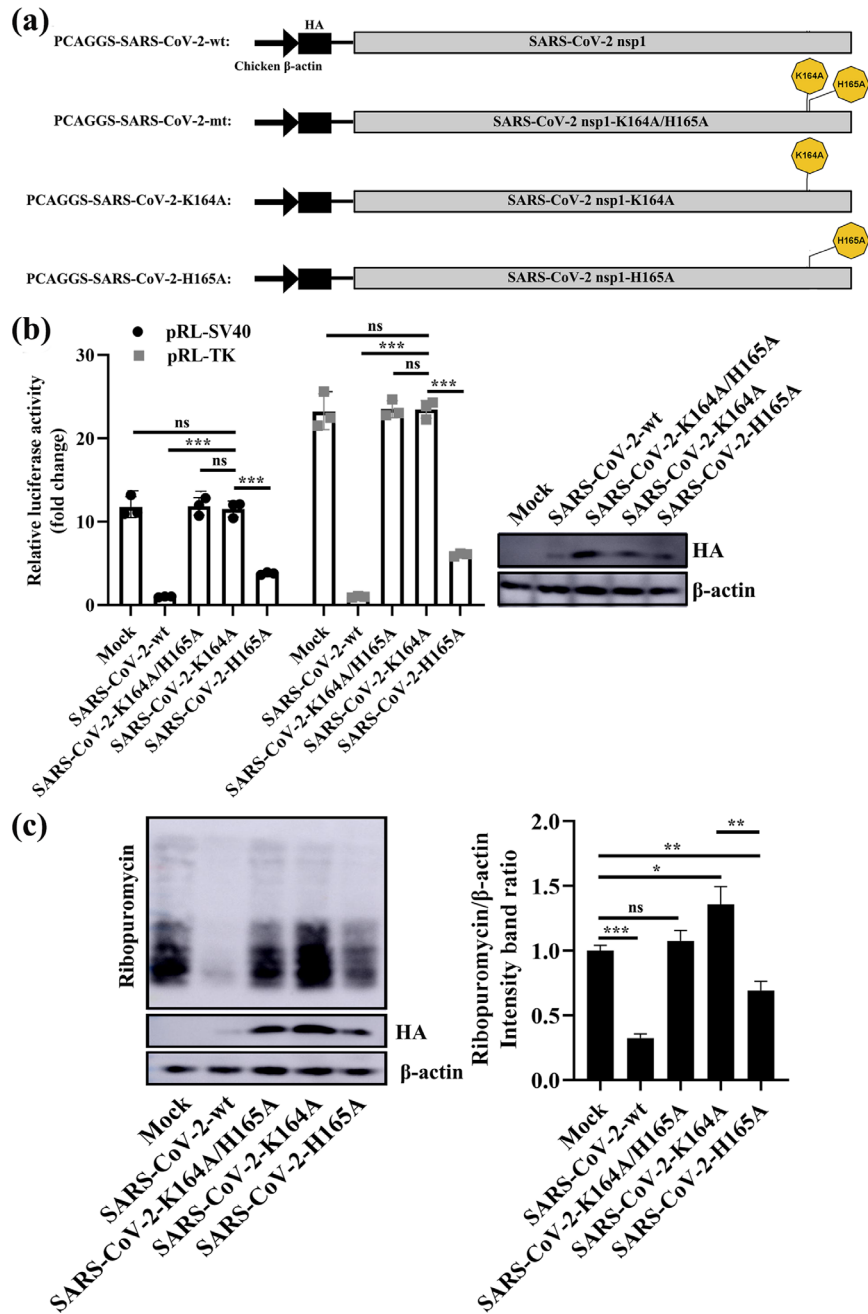 (a)
HA
PCAGGS-SARS-CoV-2-wt:
SARS-CoV-2 nsp1
Chicken β-actin
K164A
H165A
PCAGGS-SARS-CoV-2-mt:
SARS-CoV-2 nsp1-K164A/H165A
K164A
PCAGGS-SARS-CoV-2-K164A:
SARS-CoV-2 nsp1-K164A
H165A
PCAGGS-SARS-CoV-2-H165A:
SARS-CoV-2 nsp1-H165A
(b)
pRL-SV40
pRL-TK
Relative luciferase activity
(fold change)
30
20
10
0
ns
***
ns
***
ns
***
ns
***
Mock
SARS-CoV-2-wt
SARS-CoV-2-K164A/H165A
SARS-CoV-2-K164A
SARS-CoV-2-H165A
Mock
SARS-CoV-2-wt
SARS-CoV-2-K164A/H165A
SARS-CoV-2-K164A
SARS-CoV-2-H165A
Mock
SARS-CoV-2-wt
SARS-CoV-2-K164A/H165A
SARS-CoV-2-K164A
SARS-CoV-2-H165A
HA
β-actin
(c)
Ribopuromycin
HA
β-actin
Mock
SARS-CoV-2-wt
SARS-CoV-2-K164A/H165A
SARS-CoV-2-K164A
SARS-CoV-2-H165A
Ribopuromycin/β-actin
Intensity band ratio
2.0
1.5
1.0
0.5
0.0
**
**
*
ns
***
Mock
SARS-CoV-2-wt
SARS-CoV-2-K164A/H165A
SARS-CoV-2-K164A
SARS-CoV-2-H165A